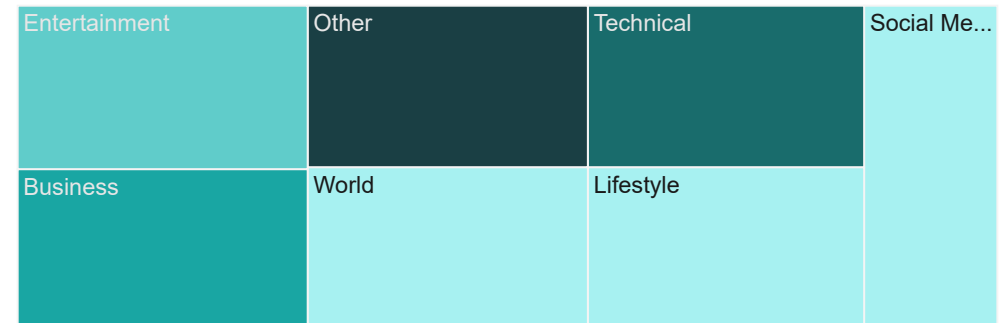 Entertainment
Other
Technical
Social Me...
Business
World
Lifestyle